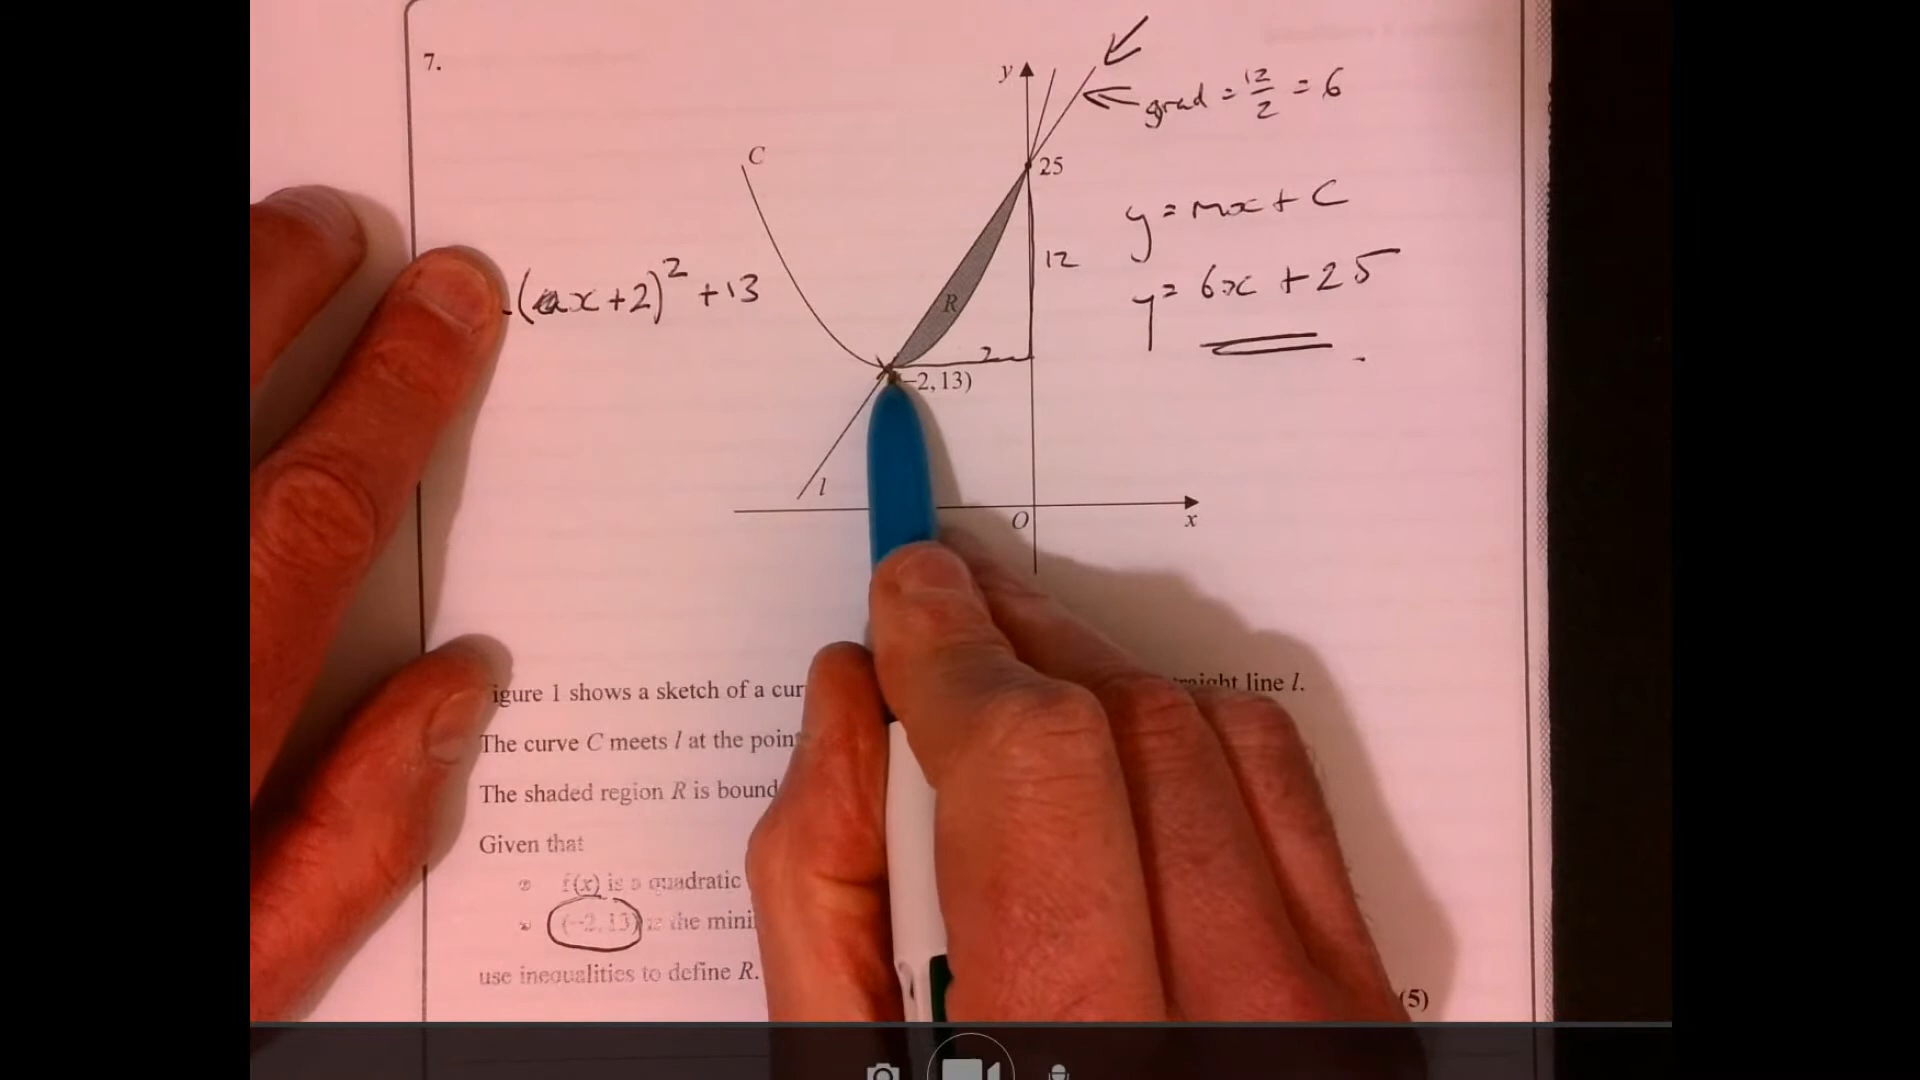 7.
y
grad = 12/2 = 6
C
25
y = mx + C
12
(ax+2)² + 13
y = 6x + 25
R
2
–2, 13)
l
O
x
igure 1 shows a sketch of a cur straight line l.
The curve C meets l at the point
The shaded region R is bound
Given that
f(x) is a quadratic
(–2, 13) is the mini
use inequalities to define R.
(5)